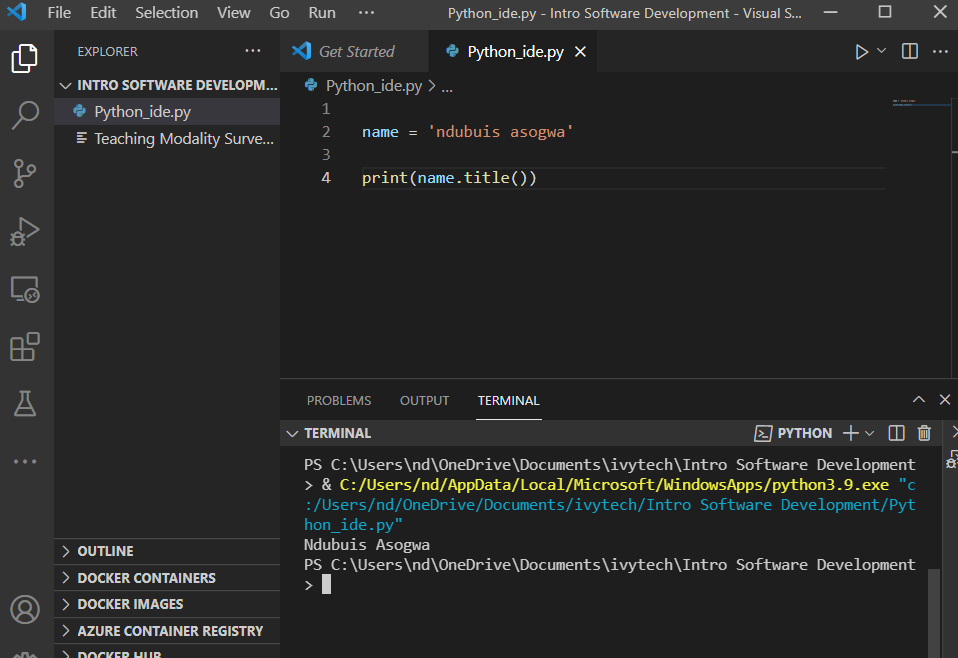 File Edit Selection View Go Run ··· Python_ide.py - Intro Software Development - Visual S...
EXPLORER ···
INTRO SOFTWARE DEVELOPM...
Python_ide.py
Teaching Modality Surve...
OUTLINE
DOCKER CONTAINERS
DOCKER IMAGES
AZURE CONTAINER REGISTRY
DOCKER HUB
Get Started Python_ide.py
Python_ide.py > ...
1
2 name = 'ndubuis asogwa'
3
4 print(name.title())
PROBLEMS OUTPUT TERMINAL
TERMINAL PYTHON
PS C:\Users\nd\OneDrive\Documents\ivytech\Intro Software Development
> & C:/Users/nd/AppData/Local/Microsoft/WindowsApps/python3.9.exe "c
:/Users/nd/OneDrive/Documents/ivytech/Intro Software Development/Pyt
hon_ide.py"
Ndubuis Asogwa
PS C:\Users\nd\OneDrive\Documents\ivytech\Intro Software Development
>